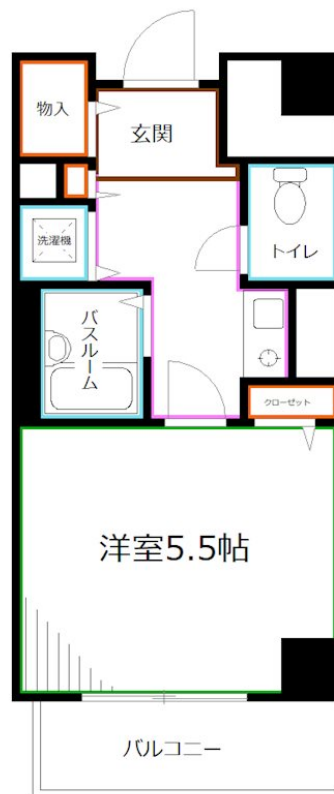 物入
玄関
洗濯機
トイレ
バスルーム
クローゼット
洋室5.5帖
バルコニー